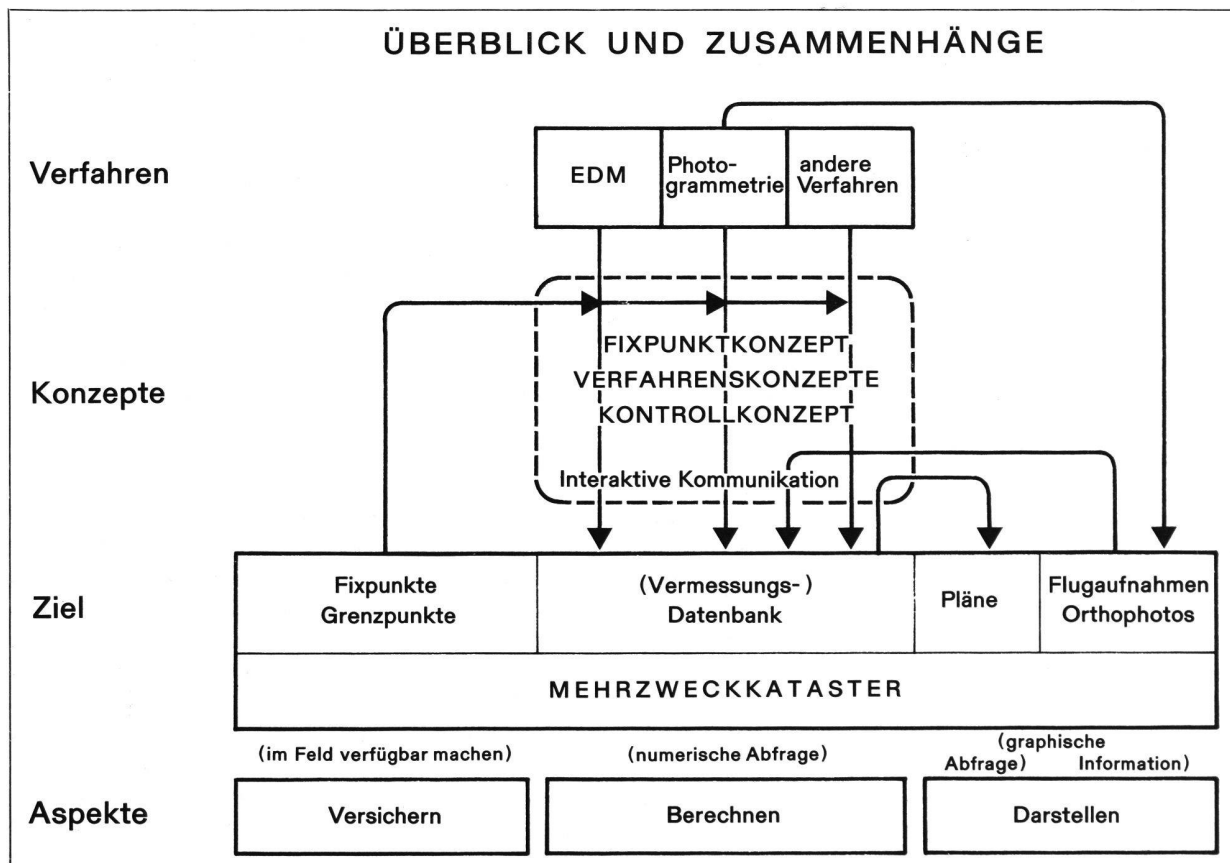 ÜBERBLICK UND ZUSAMMENHÄNGE
Verfahren
EDM
Photo-
grammetrie
andere
Verfahren
Konzepte
FIXPUNKTKONZEPT
VERFAHRENSKONZEPTE
KONTROLLKONZEPT
Interaktive Kommunikation
Ziel
Fixpunkte
Grenzpunkte
(Vermessungs-)
Datenbank
Pläne
Flugaufnahmen
Orthophotos
MEHRZWECKKATASTER
(im Feld verfügbar machen)
(numerische Abfrage)
(graphische
Abfrage) Information)
Aspekte
Versichern
Berechnen
Darstellen